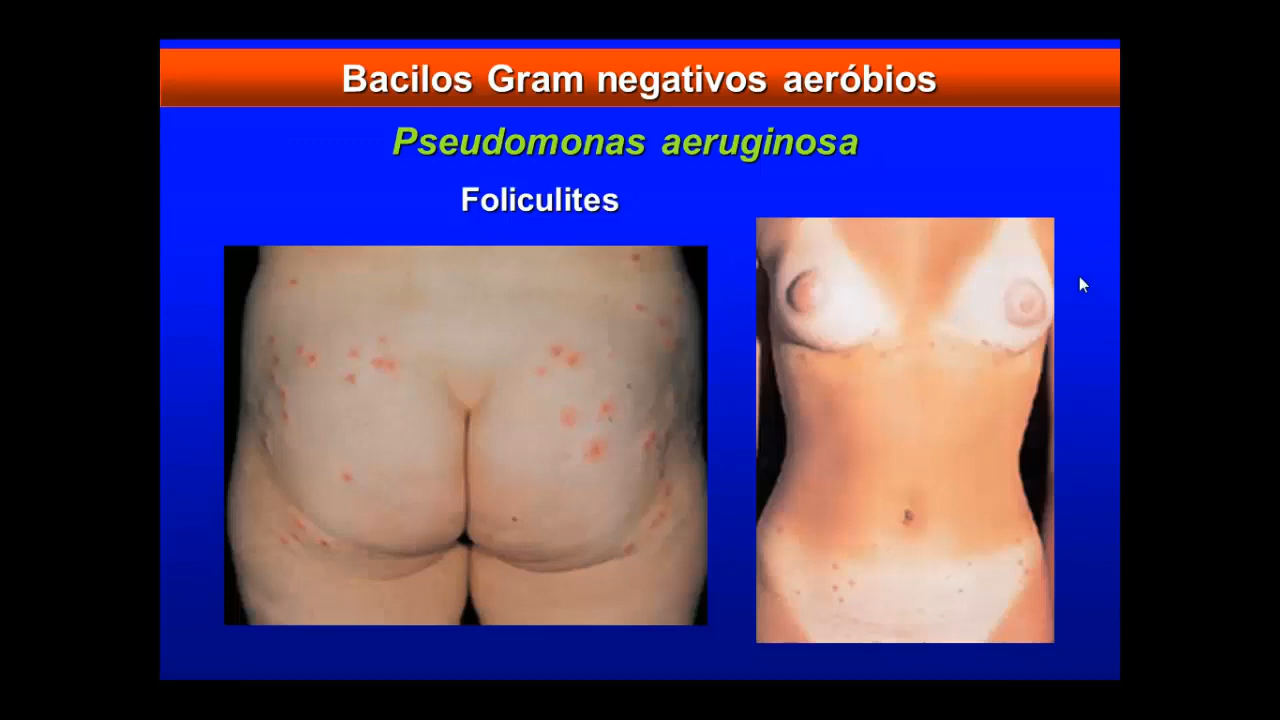 Bacilos Gram negativos aeróbios
Pseudomonas aeruginosa
Foliculites